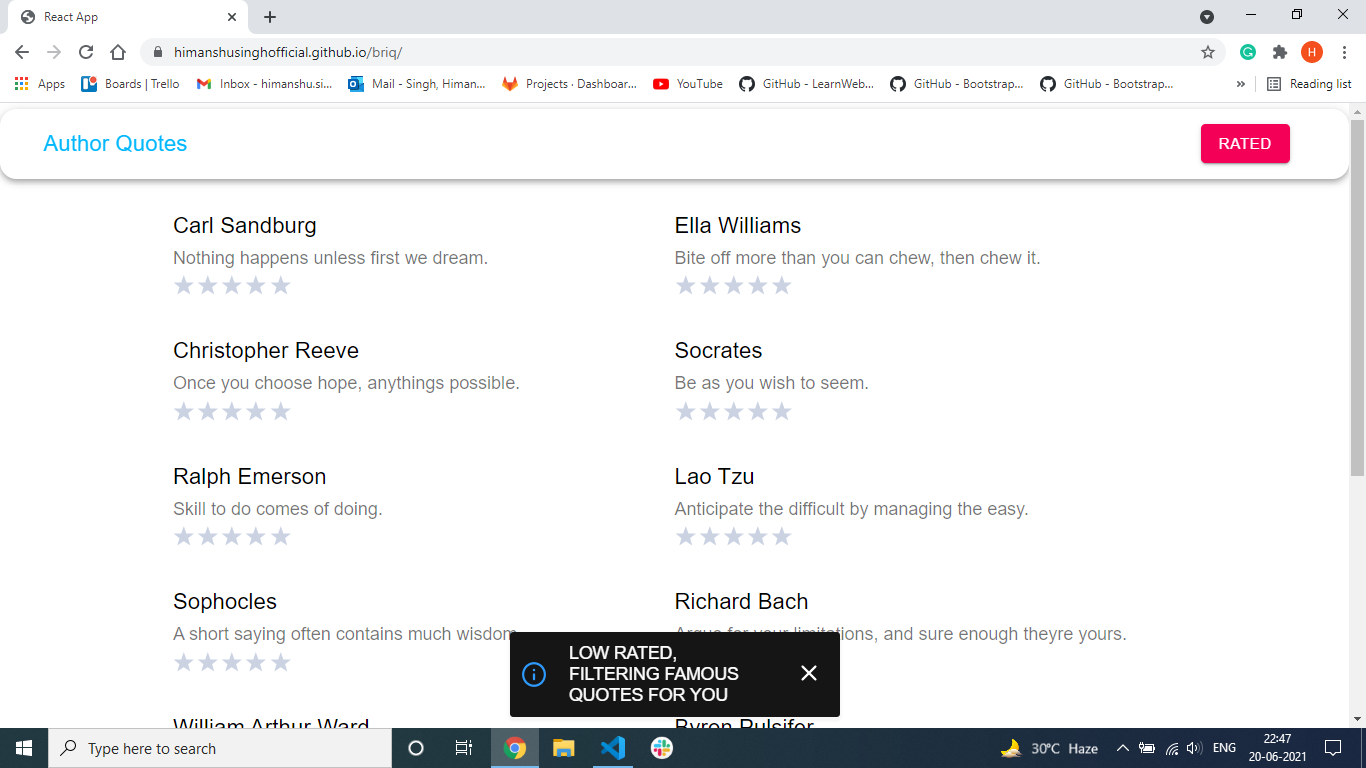 React App
himanshusinghofficial.github.io/briq/
H
Apps
Boards | Trello
Inbox - himanshu.si...
Mail - Singh, Himan...
Projects · Dashboar...
YouTube
GitHub - LearnWeb...
GitHub - Bootstrap...
GitHub - Bootstrap...
»
Reading list
Author Quotes
RATED
Carl Sandburg
Nothing happens unless first we dream.
Ella Williams
Bite off more than you can chew, then chew it.
Christopher Reeve
Once you choose hope, anythings possible.
Socrates
Be as you wish to seem.
Ralph Emerson
Skill to do comes of doing.
Lao Tzu
Anticipate the difficult by managing the easy.
Sophocles
A short saying often contains much wisdom.
Richard Bach
Argue for your limitations, and sure enough theyre yours.
LOW RATED,
FILTERING FAMOUS
QUOTES FOR YOU
William Arthur Ward
Byron Pulsifer
Type here to search
30°C Haze
ENG
22:47
20-06-2021